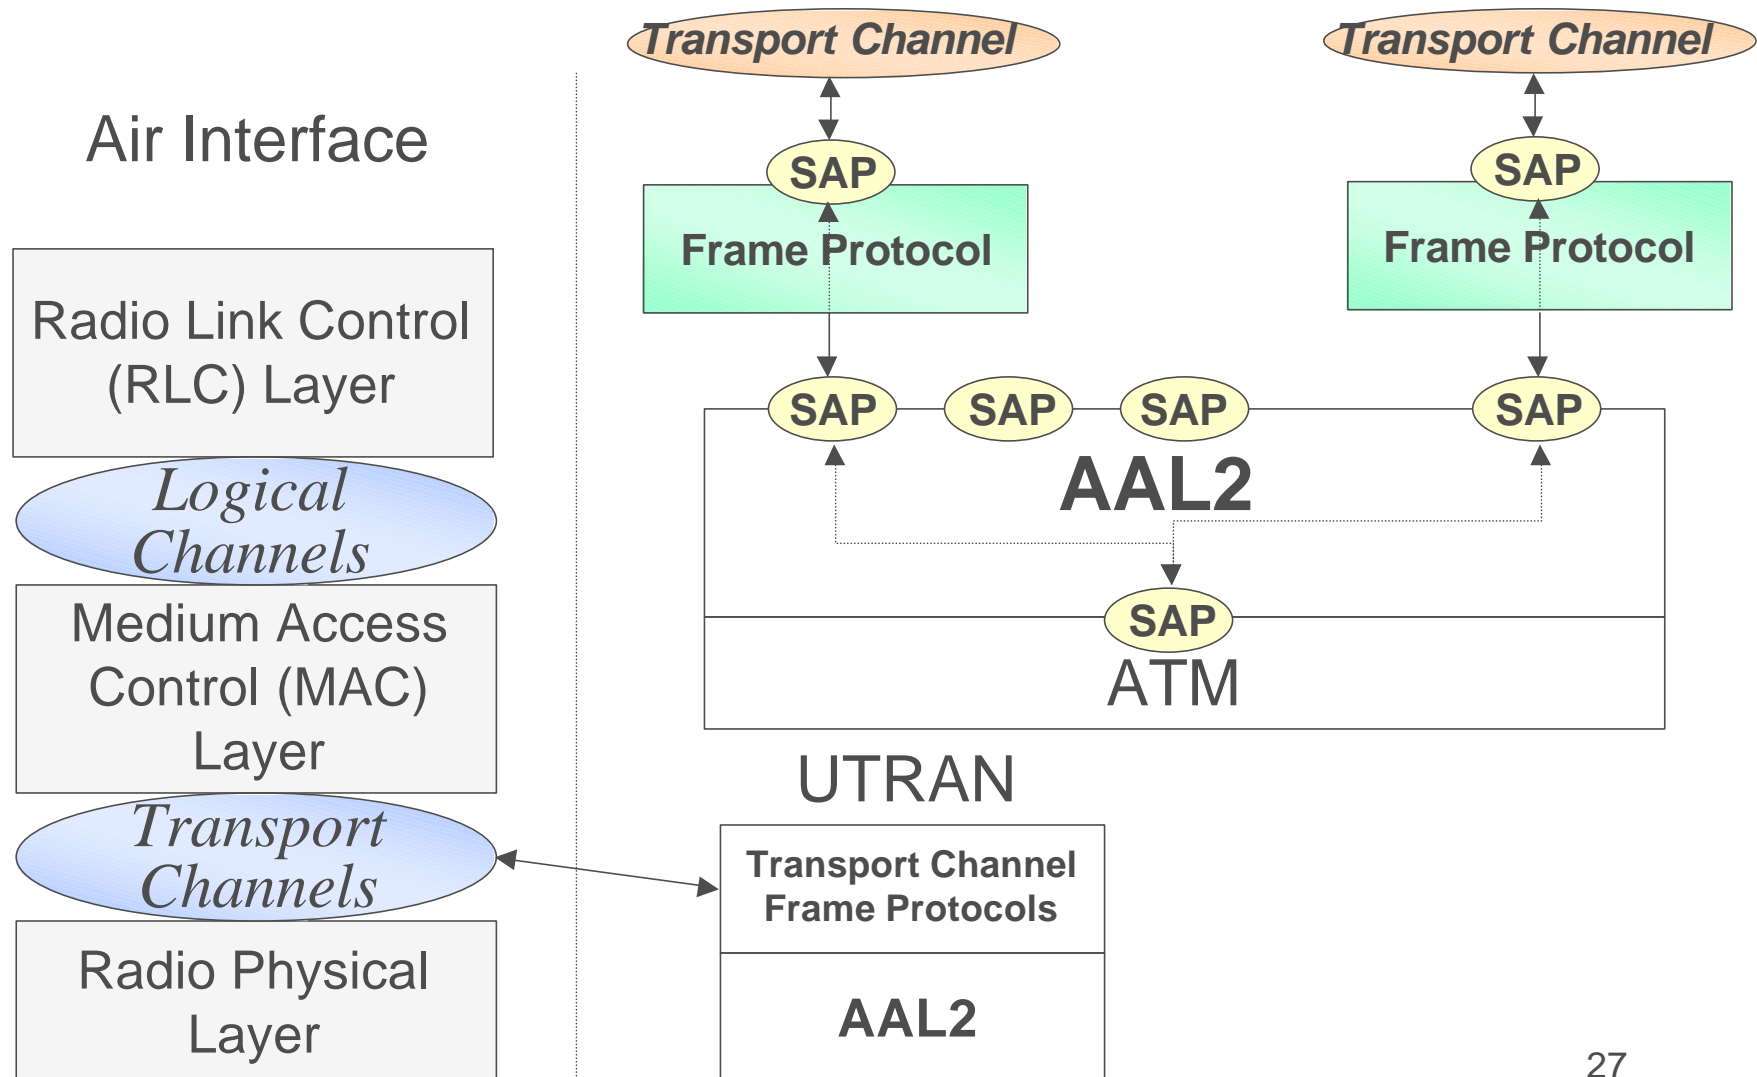 Air Interface
Radio Link Control
(RLC) Layer
Logical
Channels
Medium Access
Control (MAC)
Layer
Transport
Channels
Radio Physical
Layer
Transport Channel
Transport Channel
SAP
SAP
Frame Protocol
Frame Protocol
SAP
SAP
SAP
SAP
AAL2
SAP
ATM
UTRAN
Transport Channel
Frame Protocols
AAL2
27